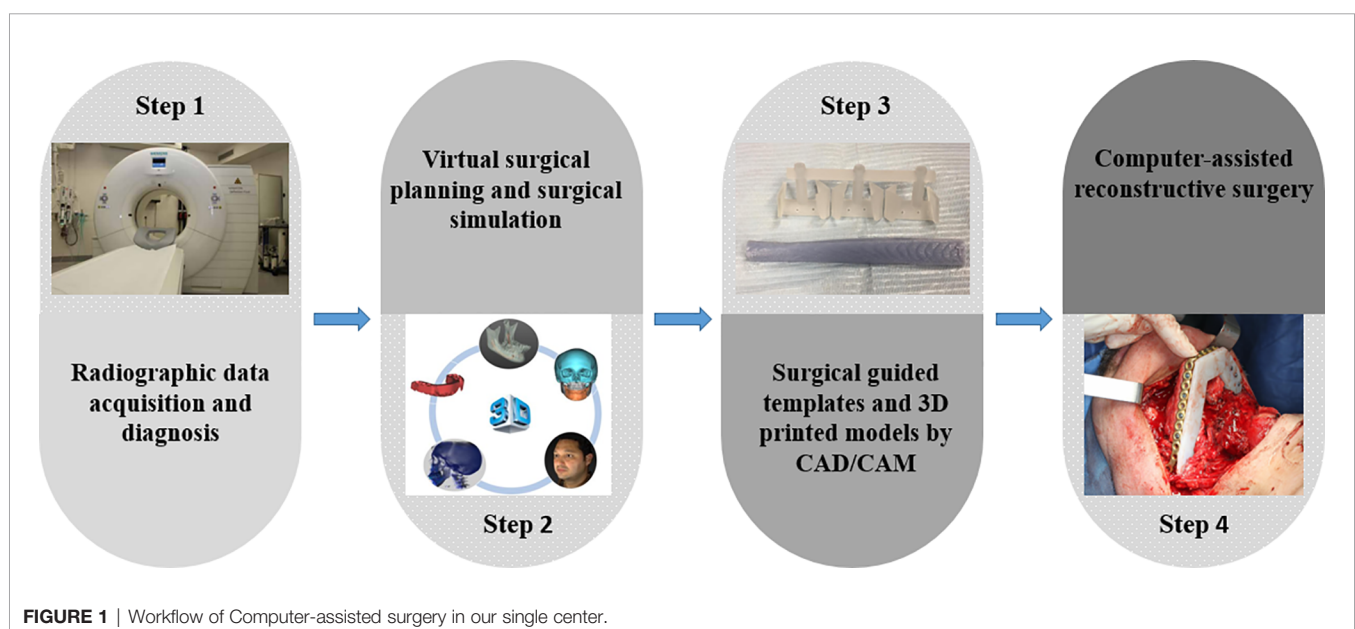 Step 1
Radiographic data
acquisition and
diagnosis
Virtual surgical
planning and surgical
simulation
3D
Step 2
Step 3
Surgical guided
templates and 3D
printed models by
CAD/CAM
Computer-assisted
reconstructive surgery
Step 4
FIGURE 1 | Workflow of Computer-assisted surgery in our single center.